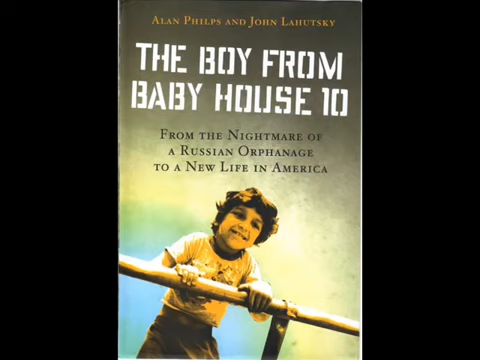 ALAN PHILPS AND JOHN LAHUTSKY
THE BOY FROM
BABY HOUSE 10
FROM THE NIGHTMARE OF
A RUSSIAN ORPHANAGE
TO A NEW LIFE IN AMERICA